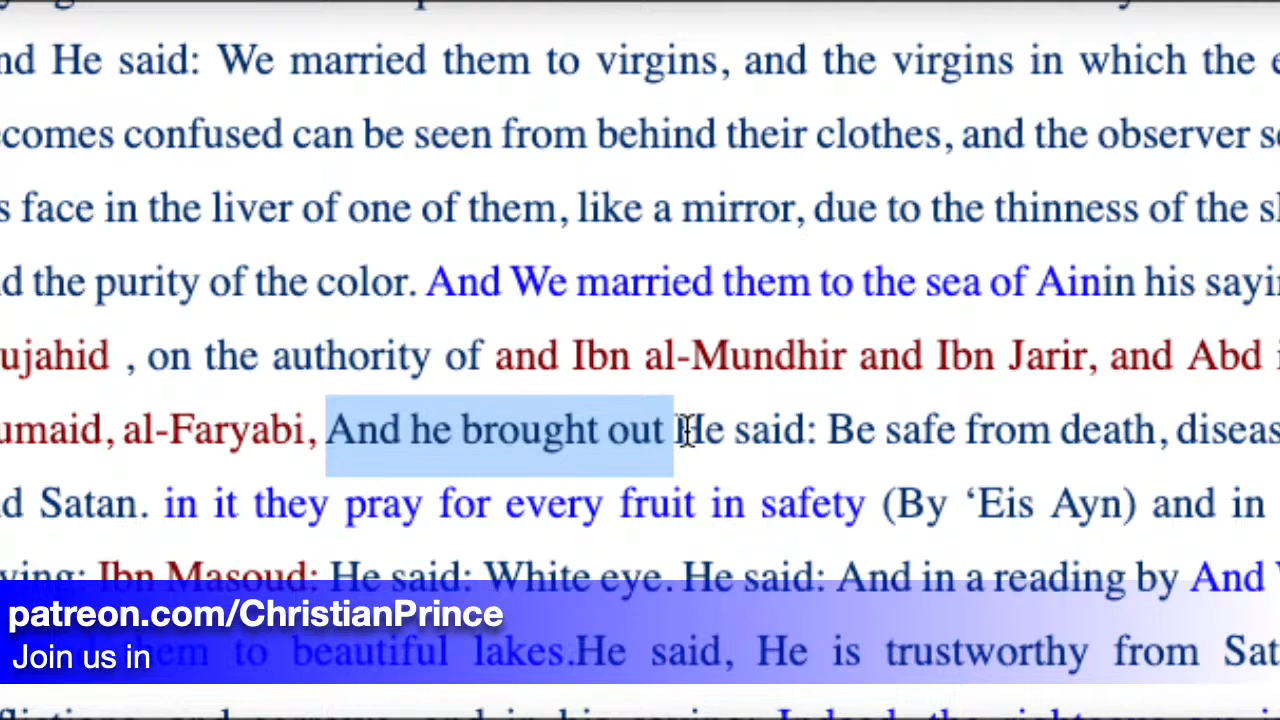 nd He said: We married them to virgins, and the virgins in which the e
ecomes confused can be seen from behind their clothes, and the observer s
s face in the liver of one of them, like a mirror, due to the thinness of the s
d the purity of the color. And We married them to the sea of Ainin his sayi
ujahid , on the authority of and Ibn al-Mundhir and Ibn Jarir, and Abd
umaid, al-Faryabi, And he brought out He said: Be safe from death, diseas
d Satan. in it they pray for every fruit in safety (By ‘Eis Ayn) and in
ying: Ibn Masoud: He said: White eye. He said: And in a reading by And
patreon.com/ChristianPrince
Join us in
em to beautiful lakes.He said, He is trustworthy from Sat